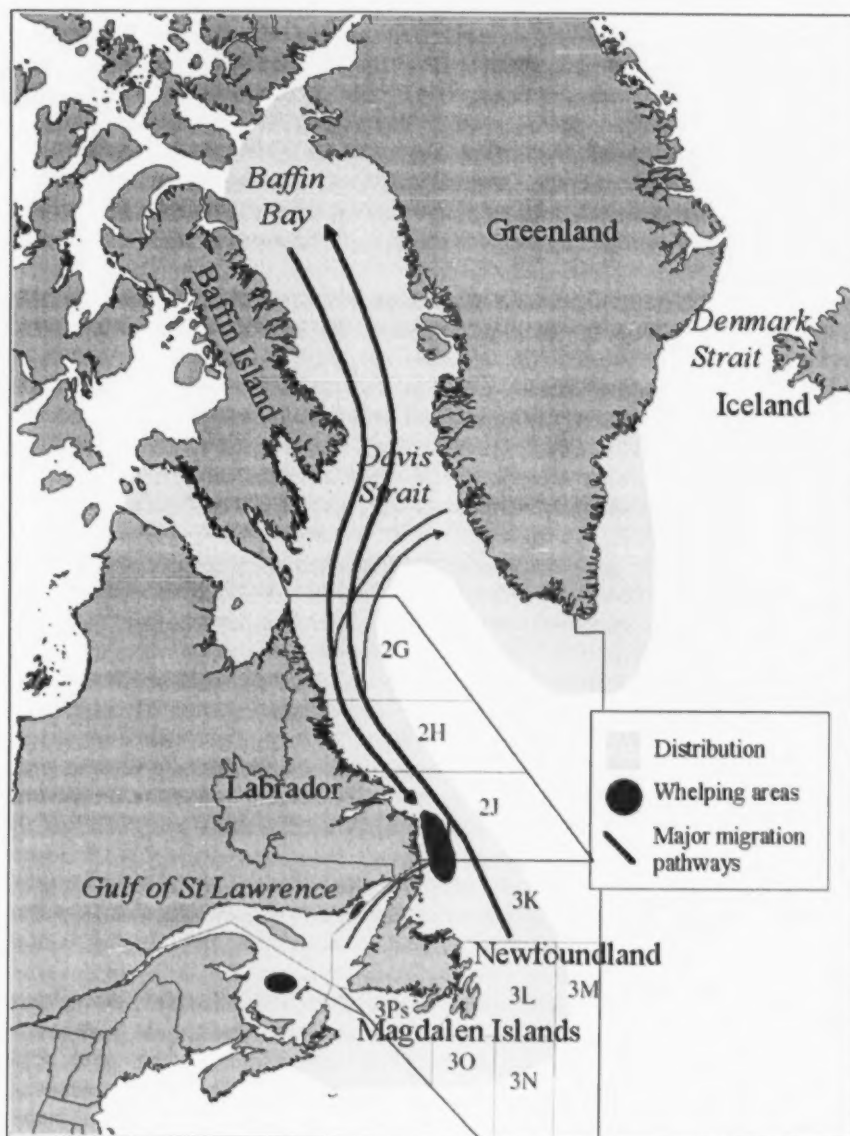 Baffin
Bay
Greenland
Baffin Island
Denmark
Strait
Iceland
Davis
Strait
2G
2H
Distribution
Labrador
2J
Whelping areas
Major migration
pathways
Gulf of St Lawrence
3K
Newfoundland
3L
3M
3Ps
Magdalen Islands
3O
3N